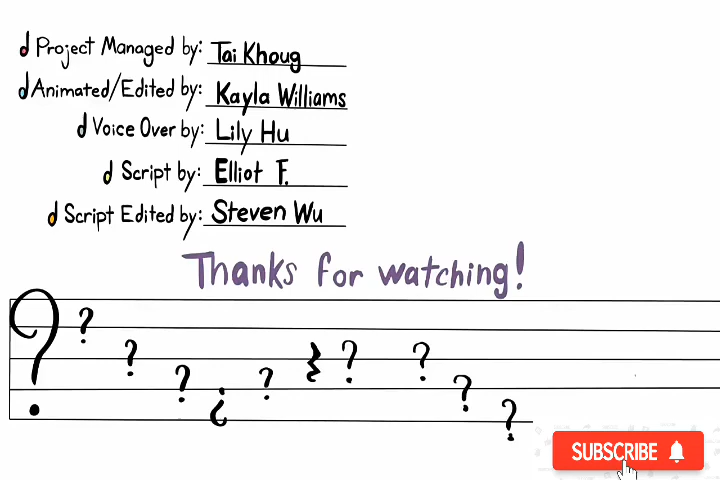 Project Managed by: Tai Khoug
Animated/Edited by: Kayla Williams
Voice Over by: Lily Hu
Script by: Elliot F.
Script Edited by: Steven Wu
Thanks for watching!
? ? ? ? ¿ ? ? ? ? ?
SUBSCRIBE